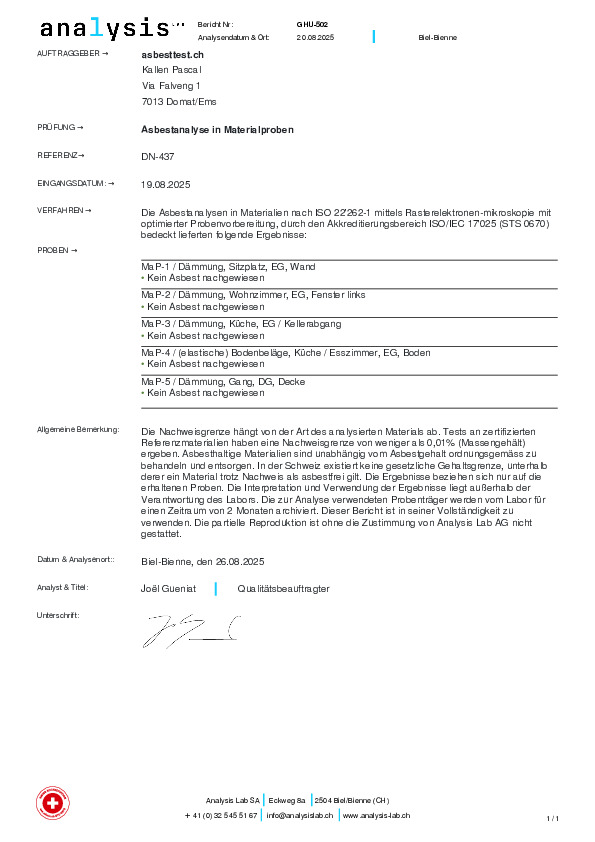 analysis
Bericht Nr: GHU-502
Analysendatum & Ort: 20.08.2025 Biel-Bienne
AUFTRAGGEBER → asbesttest.ch
Kallen Pascal
Via Falveng 1
7013 Domat/Ems
PRÜFUNG → Asbestanalyse in Materialproben
REFERENZ → DN-437
EINGANGSDATUM: → 19.08.2025
VERFAHREN → Die Asbestanalysen in Materialien nach ISO 22'262-1 mittels Rasterelektronen-mikroskopie mit
optimierter Probenvorbereitung, durch den Akkreditierungsbereich ISO/IEC 17025 (STS 0670)
bedeckt lieferten folgende Ergebnisse:
PROBEN →
MaP-1 / Dämmung, Sitzplatz, EG, Wand
• Kein Asbest nachgewiesen
MaP-2 / Dämmung, Wohnzimmer, EG, Fenster links
• Kein Asbest nachgewiesen
MaP-3 / Dämmung, Küche, EG / Kellerabgang
• Kein Asbest nachgewiesen
MaP-4 / (elastische) Bodenbeläge, Küche / Esszimmer, EG, Boden
• Kein Asbest nachgewiesen
MaP-5 / Dämmung, Gang, DG, Decke
• Kein Asbest nachgewiesen
Allgemeine Bemerkung: Die Nachweisgrenze hängt von der Art des analysierten Materials ab. Tests an zertifizierten
Referenzmaterialien haben eine Nachweisgrenze von weniger als 0,01% (Massengehält)
ergeben. Asbesthaltige Materialien sind unabhängig vom Asbestgehalt ordnungsgemäss zu
behandeln und entsorgen. In der Schweiz existiert keine gesetzliche Gehaltsgrenze, unterhalb
derer ein Material trotz Nachweis als asbestfrei gilt. Die Ergebnisse beziehen sich nur auf die
erhaltenen Proben. Die Interpretation und Verwendung der Ergebnisse liegt außerhalb der
Verantwortung des Labors. Die zur Analyse verwendeten Probenträger werden vom Labor für
einen Zeitraum von 2 Monaten archiviert. Dieser Bericht ist in seiner Vollständigkeit zu
verwenden. Die partielle Reproduktion ist ohne die Zustimmung von Analysis Lab AG nicht
gestattet.
Datum & Analysenort:: Biel-Bienne, den 26.08.2025
Analyst & Titel: Joël Gueniat Qualitätsbeauftragter
Unterschrift:
Analysis Lab SA Eckweg 8a 2504 Biel/Bienne (CH)
+ 41 (0) 32 545 51 67 info@analysislab.ch www.analysis-lab.ch
1 / 1